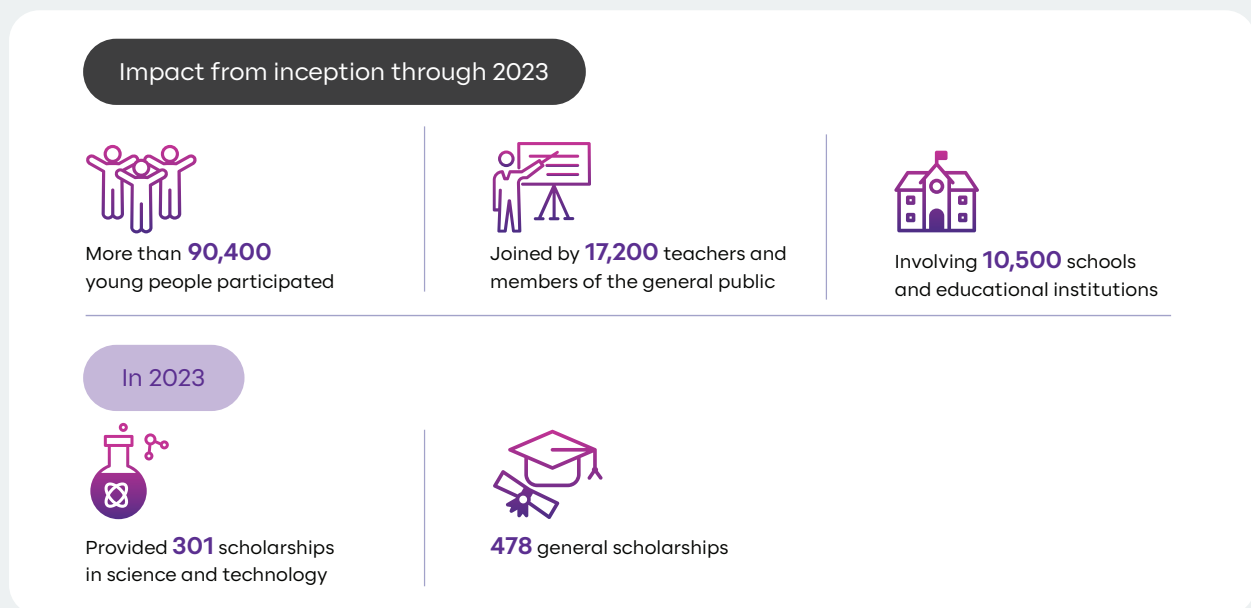 Impact from inception through 2023
More than 90,400
young people participated
Joined by 17,200 teachers and
members of the general public
Involving 10,500 schools
and educational institutions
In 2023
Provided 301 scholarships
in science and technology
478 general scholarships